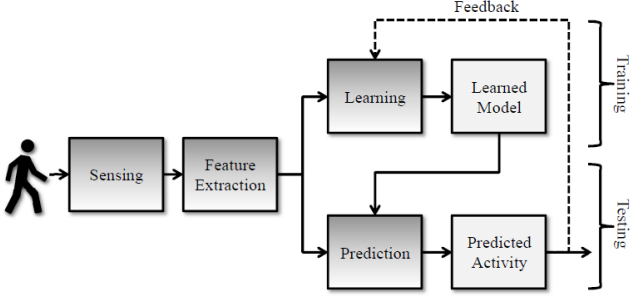 Feedback
Learning
Learned
Model
Training
Sensing
Feature
Extraction
Prediction
Predicted
Activity
Testing